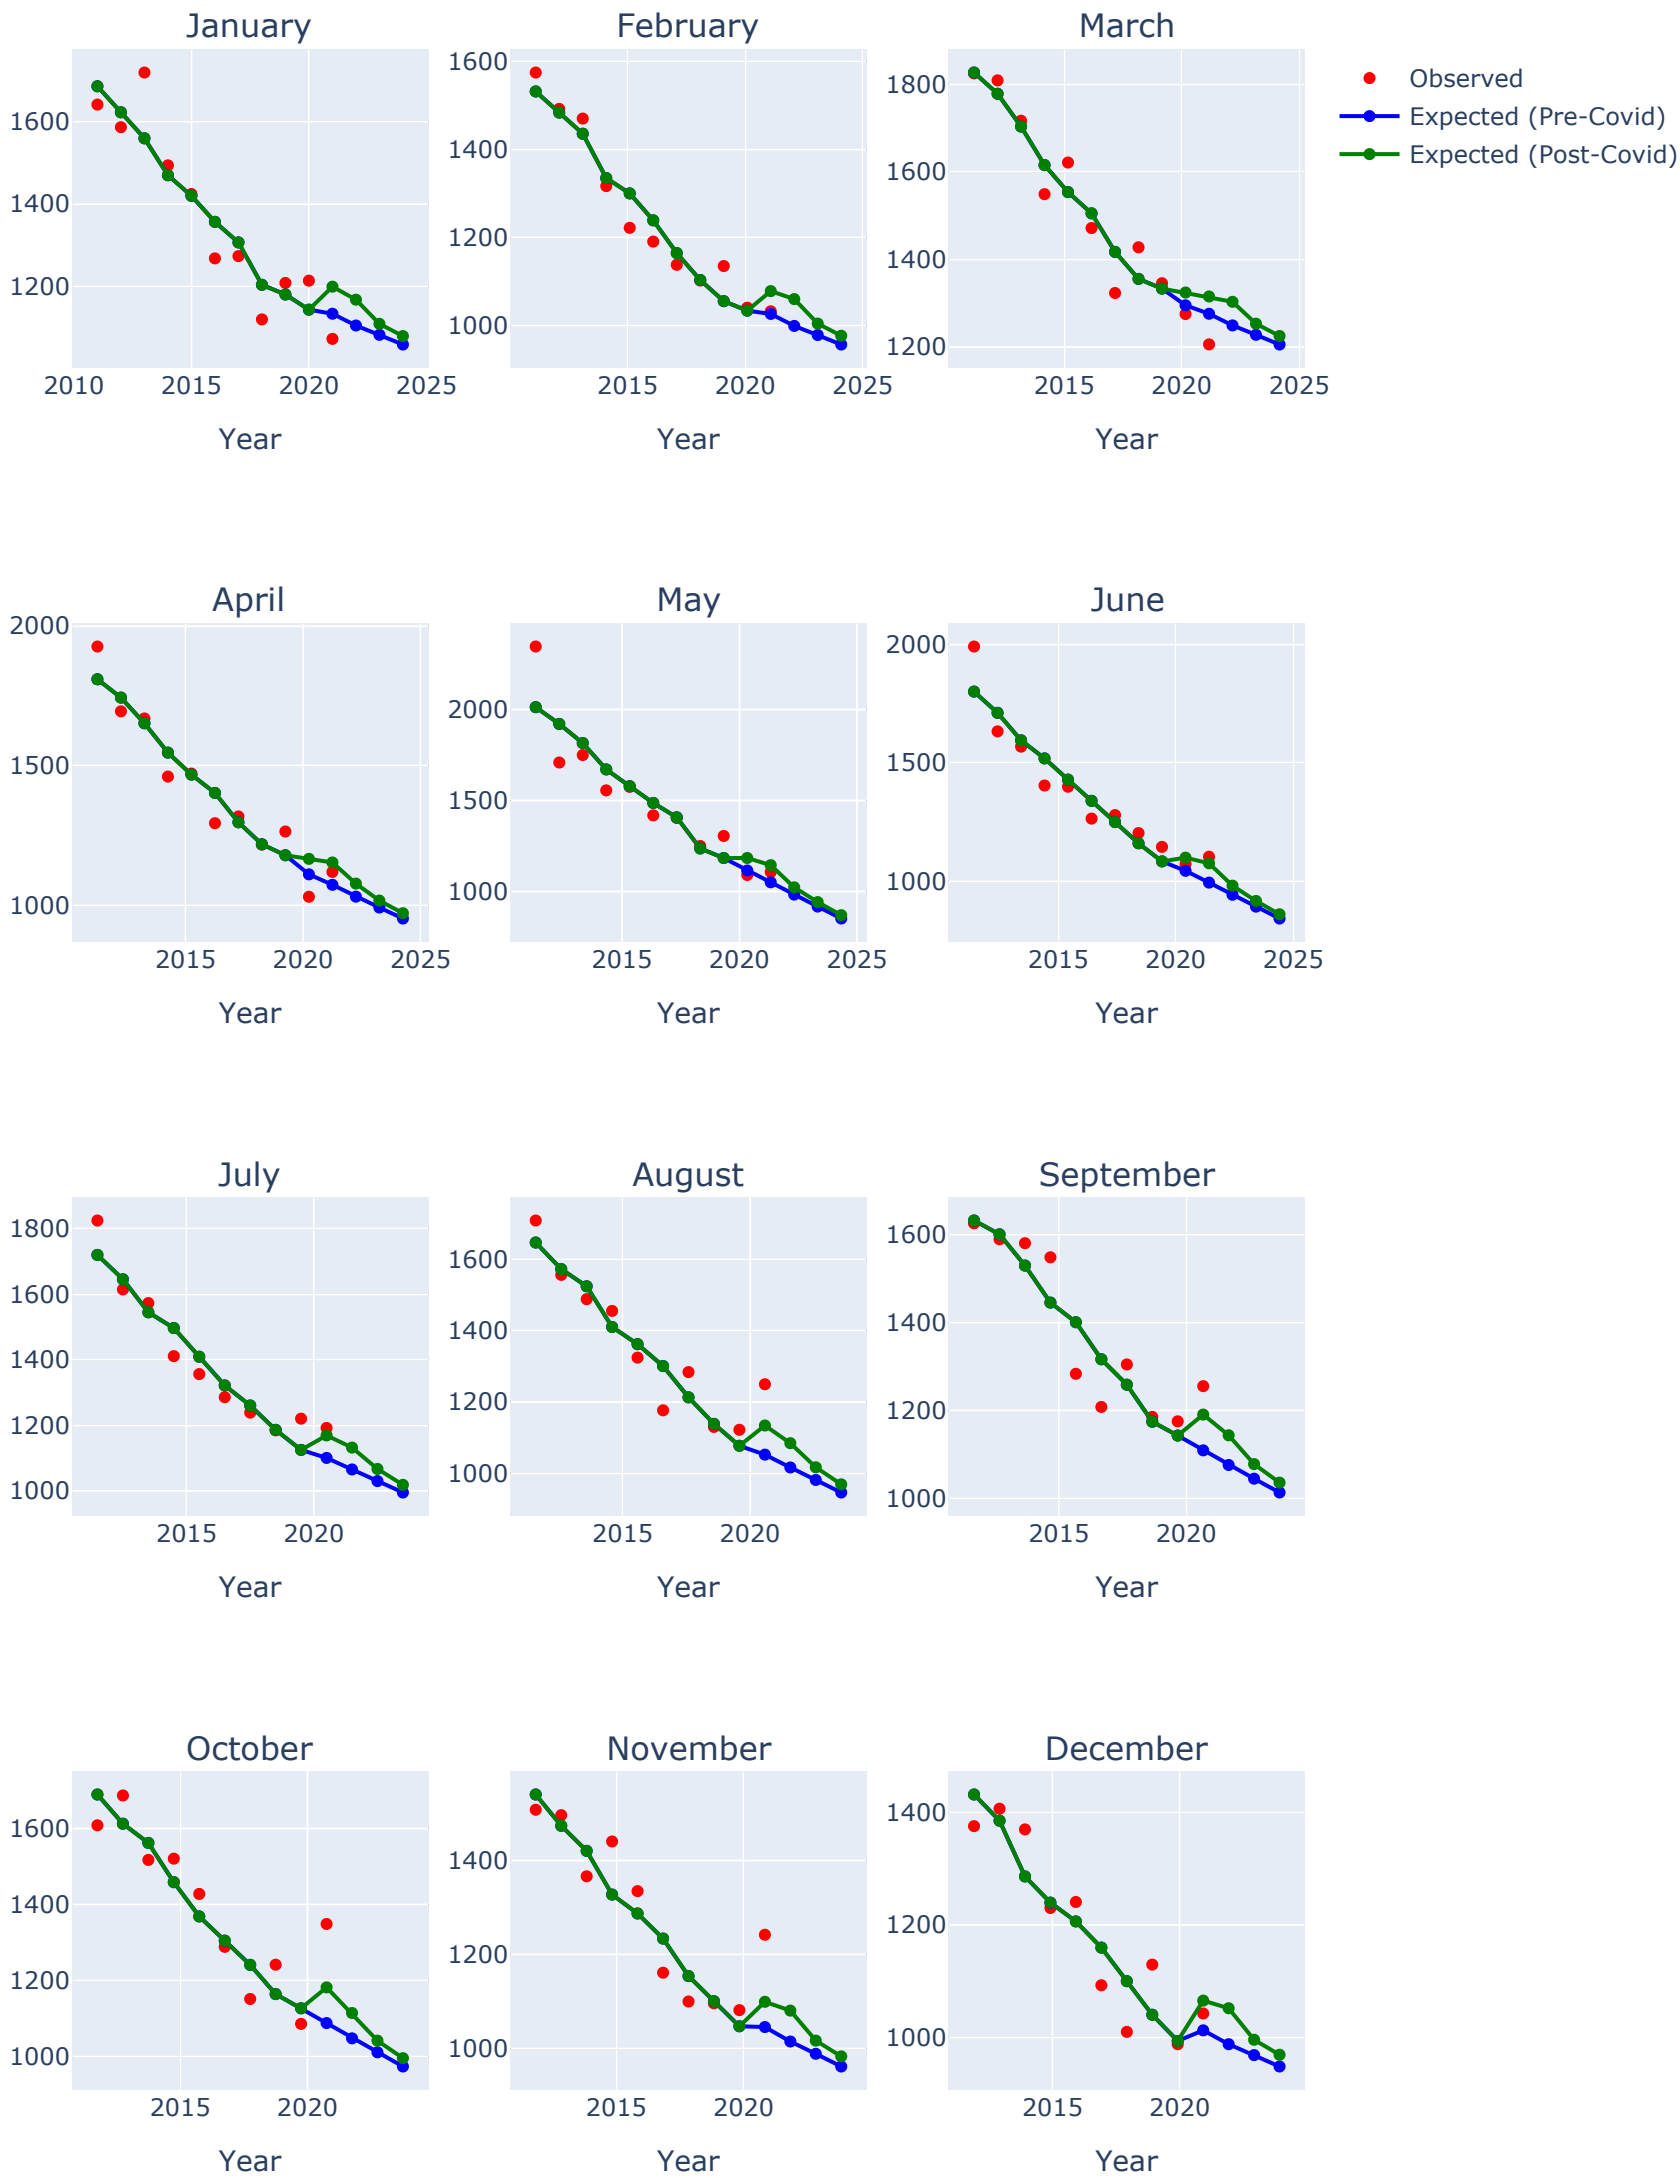 January February March
1600
1400
1200
2010 2015 2020 2025
Year
1600
1400
1200
1000
2015 2020 2025
Year
1800
1600
1400
1200
2015 2020 2025
Year
Observed
Expected (Pre-Covid)
Expected (Post-Covid)
April May June
2000
1500
1000
2015 2020 2025
Year
2000
1500
1000
2015 2020 2025
Year
2000
1500
1000
2015 2020 2025
Year
July August September
1800
1600
1400
1200
1000
2015 2020
Year
1600
1400
1200
1000
2015 2020
Year
1600
1400
1200
1000
2015 2020
Year
October November December
1600
1400
1200
1000
2015 2020
Year
1400
1200
1000
2015 2020
Year
1400
1200
1000
2015 2020
Year